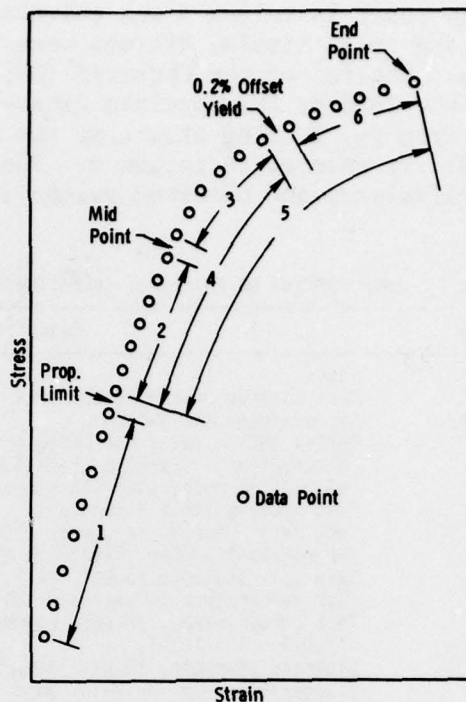 End
Point
0.2% Offset
Yield
6
3
5
Mid
Point
4
2
Prop.
Limit
Stress
Data Point
1
Strain